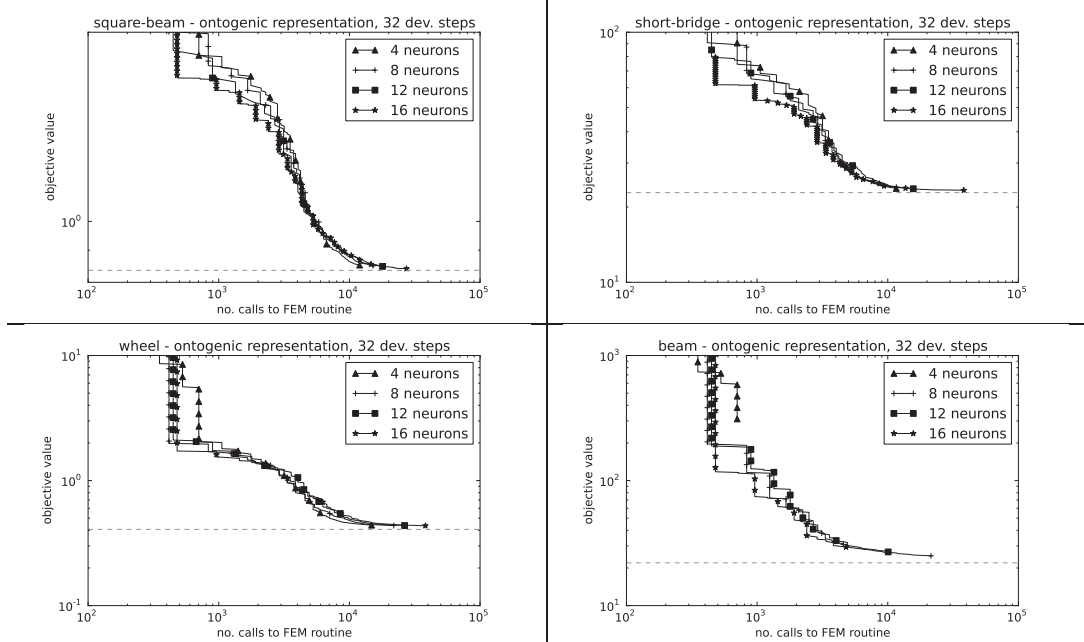 square-beam - ontogenic representation, 32 dev. steps
4 neurons
8 neurons
12 neurons
16 neurons
objective value
10^0
10^2 10^3 10^4 10^5
no. calls to FEM routine
short-bridge - ontogenic representation, 32 dev. steps
10^2
4 neurons
8 neurons
12 neurons
16 neurons
objective value
10^1
10^2 10^3 10^4 10^5
no. calls to FEM routine
wheel - ontogenic representation, 32 dev. steps
10^1
4 neurons
8 neurons
12 neurons
16 neurons
objective value
10^0
10^-1
10^2 10^3 10^4 10^5
no. calls to FEM routine
beam - ontogenic representation, 32 dev. steps
10^3
4 neurons
8 neurons
12 neurons
16 neurons
objective value
10^2
10^1
10^2 10^3 10^4 10^5
no. calls to FEM routine